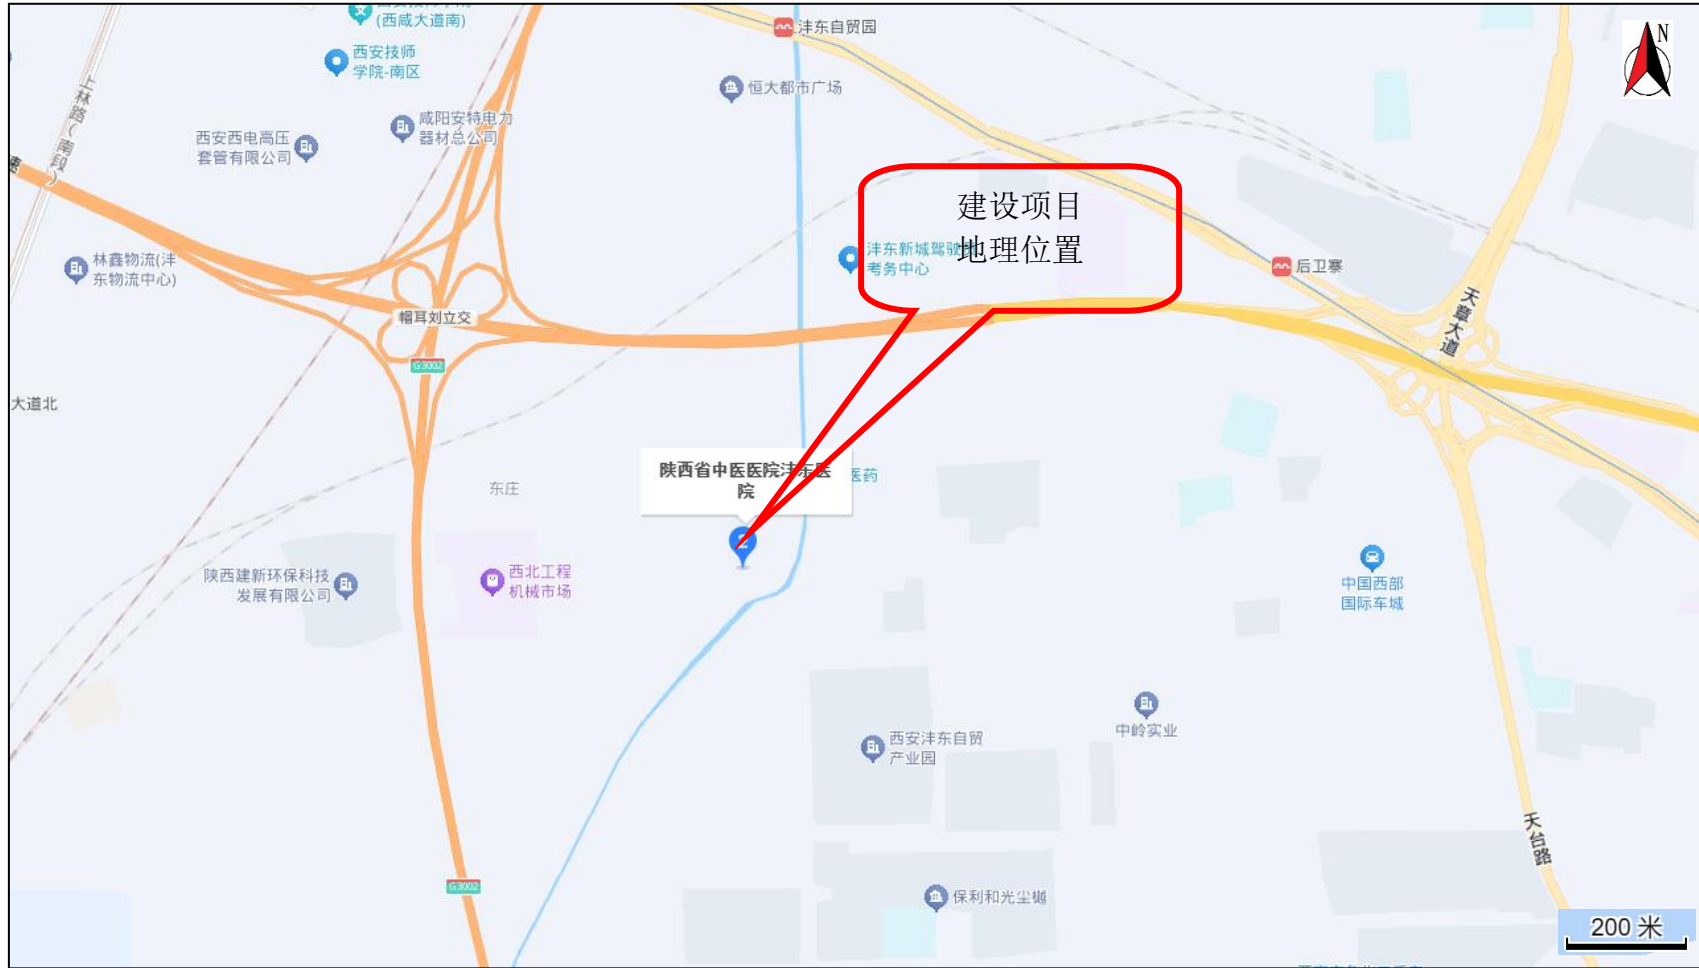 (西咸大道南)
沣东自贸园
N
西安技师
学院-南区
恒大都市广场
上林路(南段)
咸阳安特电力
器材总公司
西安西电高压
套管有限公司
建设项目
地理位置
沣东新城驾驶
考务中心
林鑫物流(沣
东物流中心)
后卫寨
天章大道
帽耳刘立交
G3002
大道北
陕西省中医医院沣东医
院
医药
东庄
2
西北工程
机械市场
陕西建新环保科技
发展有限公司
中国西部
国际车城
中岭实业
西安沣东自贸
产业园
天台路
G3002
保利和光尘樾
200 米